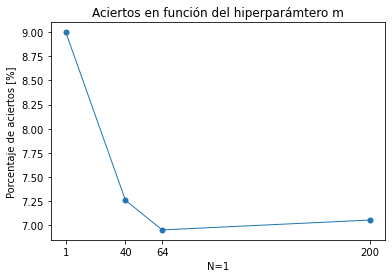 Aciertos en función del hiperparámtero m
Porcentaje de aciertos [%]
9.00
8.75
8.50
8.25
8.00
7.75
7.50
7.25
7.00
1 40 64 200
N=1